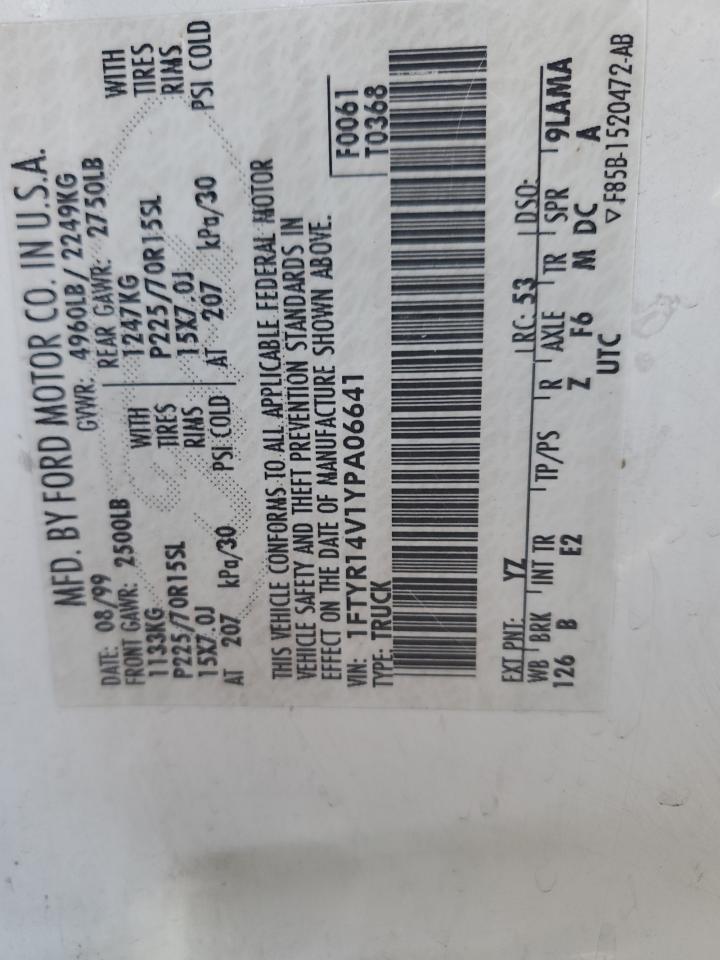 MFD. BY FORD MOTOR CO. IN U.S.A.
DATE: 08/99 GVWR: 4960LB/ 2249KG
FRONT GAWR: 2500LB REAR GAWR: 2750LB
1133KG WITH 1247KG WITH
P225/70R15SL TIRES P225/70R15SL TIRES
15X7.0J RIMS 15X7.0J RIMS
AT 207 kPa/30 PSI COLD AT 207 kPa/30 PSI COLD
THIS VEHICLE CONFORMS TO ALL APPLICABLE FEDERAL MOTOR
VEHICLE SAFETY AND THEFT PREVENTION STANDARDS IN
EFFECT ON THE DATE OF MANUFACTURE SHOWN ABOVE.
VIN: 1FTYR14V1YPA06641 F0061
TYPE: TRUCK T0368
EXT PNT: YZ RC: 53 DSO:
WB BRK INT TR TP/PS R AXLE TR SPR 9LAMA
126 B E2 Z F6 M DC A
UTC ▽F85B-1520472-AB